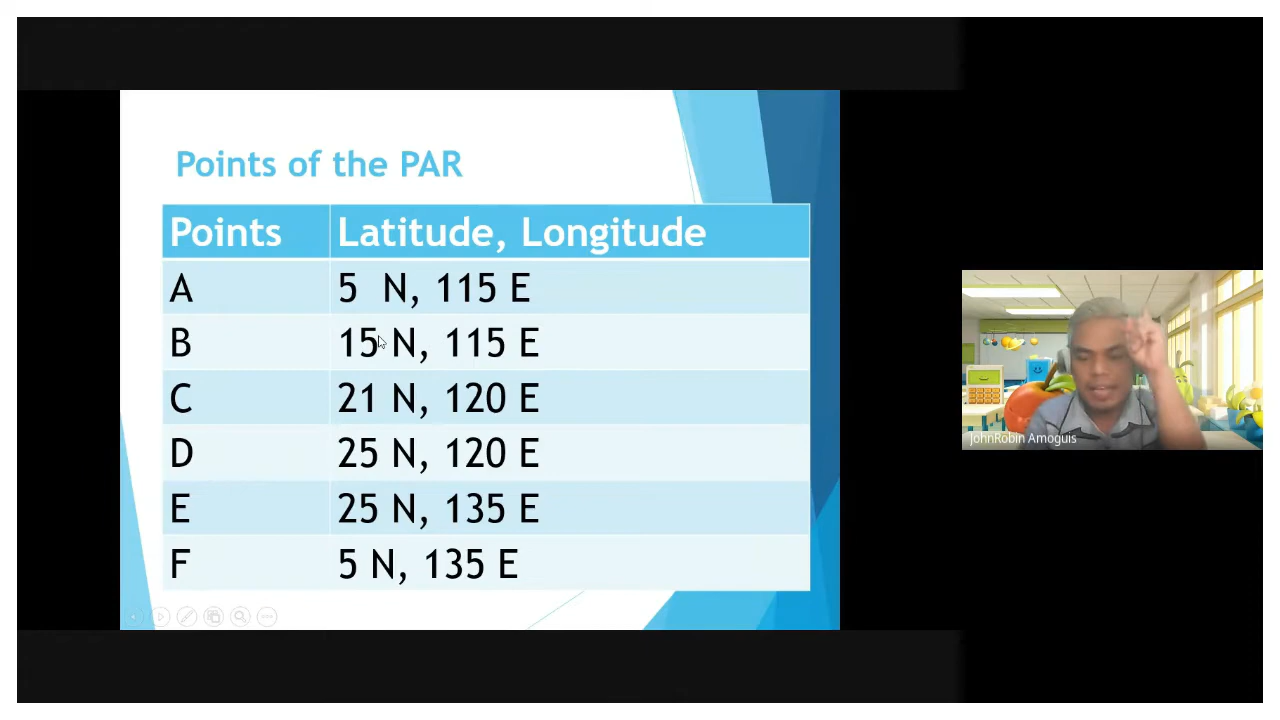 Points of the PAR
Points Latitude, Longitude
A 5 N, 115 E
B 15 N, 115 E
C 21 N, 120 E
D 25 N, 120 E
E 25 N, 135 E
F 5 N, 135 E
JohnRobin Amoguis